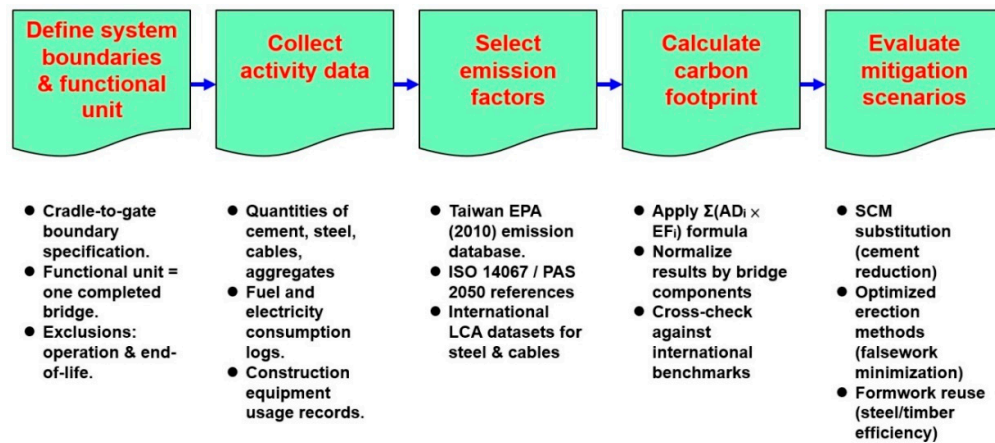 Define system
boundaries
& functional
unit
Collect
activity data
Select
emission
factors
Calculate
carbon
footprint
Evaluate
mitigation
scenarios
● Cradle-to-gate
boundary
specification.
● Functional unit =
one completed
bridge.
● Exclusions:
operation & end-
of-life.
● Quantities of
cement, steel,
cables,
aggregates
● Fuel and
electricity
consumption
logs.
● Construction
equipment
usage records.
● Taiwan EPA
(2010) emission
database.
● ISO 14067 / PAS
2050 references
● International
LCA datasets for
steel & cables
● Apply Σ(ADᵢ ×
EFᵢ) formula
● Normalize
results by bridge
components
● Cross-check
against
international
benchmarks
● SCM
substitution
(cement
reduction)
● Optimized
erection
methods
(falsework
minimization)
● Formwork reuse
(steel/timber
efficiency)